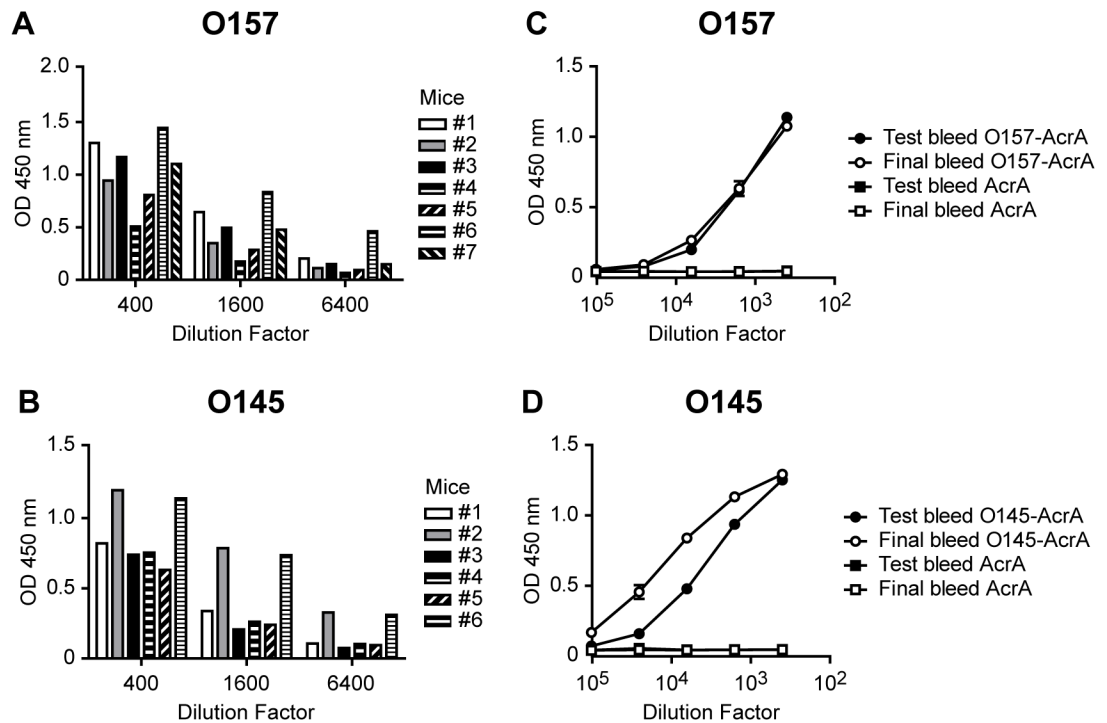 A
O157
2.0
1.5
1.0
0.5
0
OD 450 nm
400
1600
6400
Dilution Factor
Mice
#1
#2
#3
#4
#5
#6
#7
C
O157
1.5
1.0
0.5
0
OD 450 nm
10⁵
10⁴
10³
10²
Dilution Factor
Test bleed O157-AcrA
Final bleed O157-AcrA
Test bleed AcrA
Final bleed AcrA
B
O145
1.5
1.0
0.5
0
OD 450 nm
400
1600
6400
Dilution Factor
Mice
#1
#2
#3
#4
#5
#6
D
O145
1.5
1.0
0.5
0
OD 450 nm
10⁵
10⁴
10³
10²
Dilution Factor
Test bleed O145-AcrA
Final bleed O145-AcrA
Test bleed AcrA
Final bleed AcrA